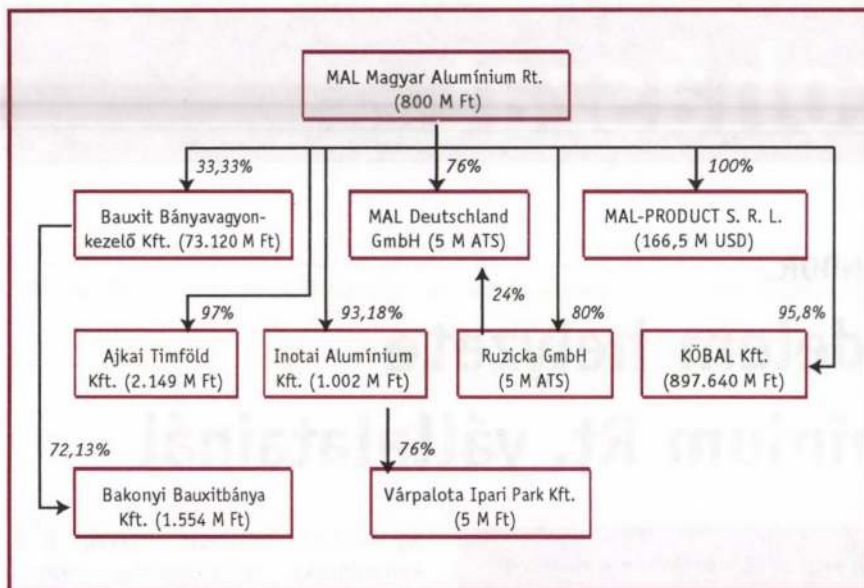 MAL Magyar Alumínium Rt.
(800 M Ft)
33,33%
76%
100%
Bauxit Bányavagyon-
kezelő Kft. (73.120 M Ft)
MAL Deutschland
GmbH (5 M ATS)
MAL-PRODUCT S. R. L.
(166,5 M USD)
97%
93,18%
24%
80%
95,8%
Ajkai Timföld
Kft. (2.149 M Ft)
Inotai Alumínium
Kft. (1.002 M Ft)
Ruzicka GmbH
(5 M ATS)
KÖBAL Kft.
(897.640 M Ft)
72,13%
76%
Bakonyi Bauxitbánya
Kft. (1.554 M Ft)
Várpalota Ipari Park Kft.
(5 M Ft)